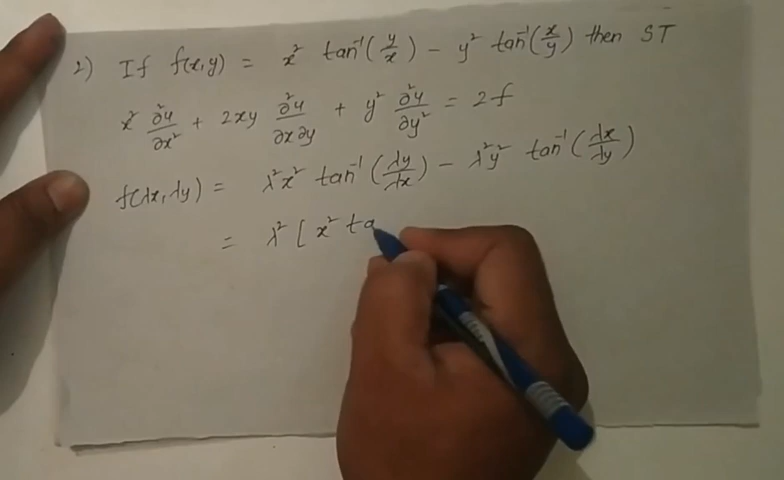 2) If f(x,y) = x² tan⁻¹(y/x) − y² tan⁻¹(x/y) then ST
x² ∂²u/∂x² + 2xy ∂²u/∂x∂y + y² ∂²u/∂y² = 2f
f(λx, λy) = λ²x² tan⁻¹(λy/λx) − λ²y² tan⁻¹(λx/λy)
= λ² [ x² ta